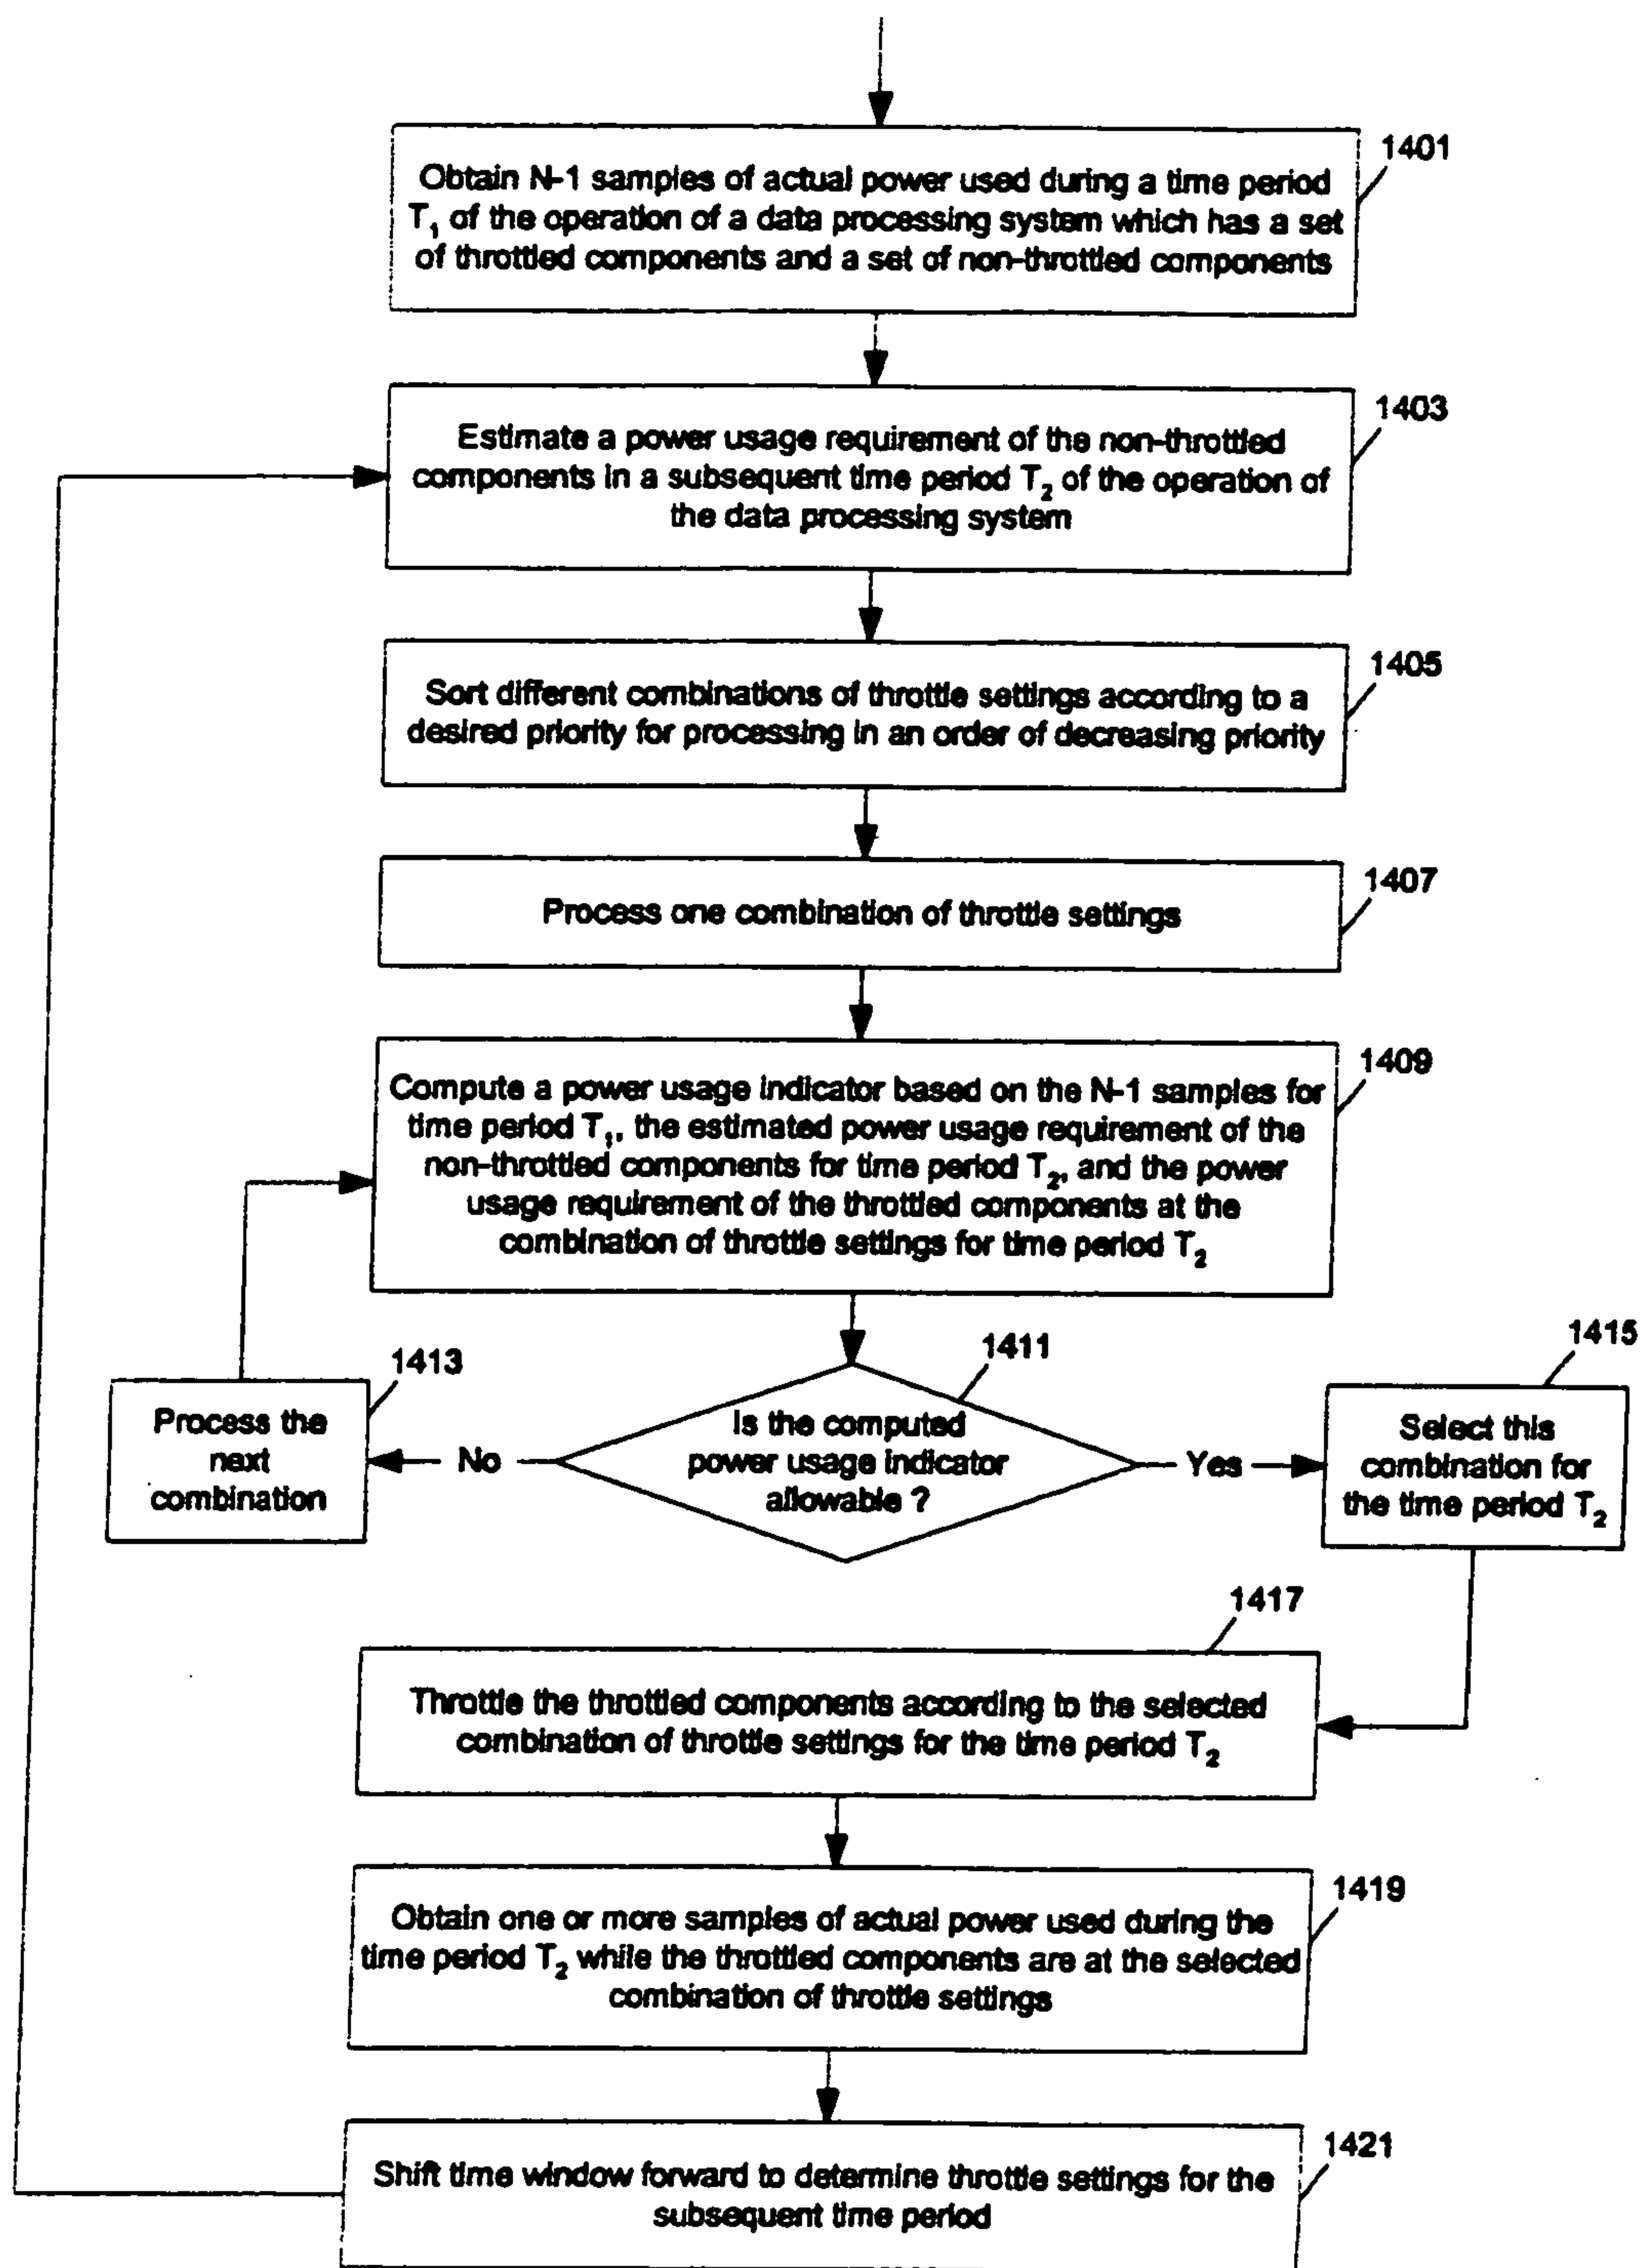 1401
Obtain N-1 samples of actual power used during a time period
T₁ of the operation of a data processing system which has a set
of throttled components and a set of non-throttled components
1403
Estimate a power usage requirement of the non-throttled
components in a subsequent time period T₂ of the operation of
the data processing system
1405
Sort different combinations of throttle settings according to a
desired priority for processing in an order of decreasing priority
1407
Process one combination of throttle settings
1409
Compute a power usage indicator based on the N-1 samples for
time period T₁, the estimated power usage requirement of the
non-throttled components for time period T₂, and the power
usage requirement of the throttled components at the
combination of throttle settings for time period T₂
1411
Is the computed
power usage indicator
allowable ?
No
1413
Process the
next
combination
Yes
1415
Select this
combination for
the time period T₂
1417
Throttle the throttled components according to the selected
combination of throttle settings for the time period T₂
1419
Obtain one or more samples of actual power used during the
time period T₂ while the throttled components are at the selected
combination of throttle settings
1421
Shift time window forward to determine throttle settings for the
subsequent time period